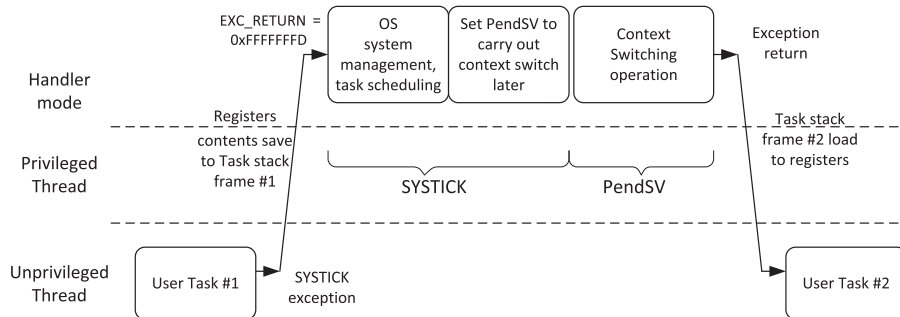 EXC_RETURN =
0xFFFFFFFD
OS
system
management,
task scheduling
Set PendSV to
carry out
context switch
later
Context
Switching
operation
Exception
return
Handler
mode
Registers
contents save
to Task stack
frame #1
Task stack
frame #2 load
to registers
Privileged
Thread
SYSTICK
PendSV
Unprivileged
Thread
User Task #1
SYSTICK
exception
User Task #2